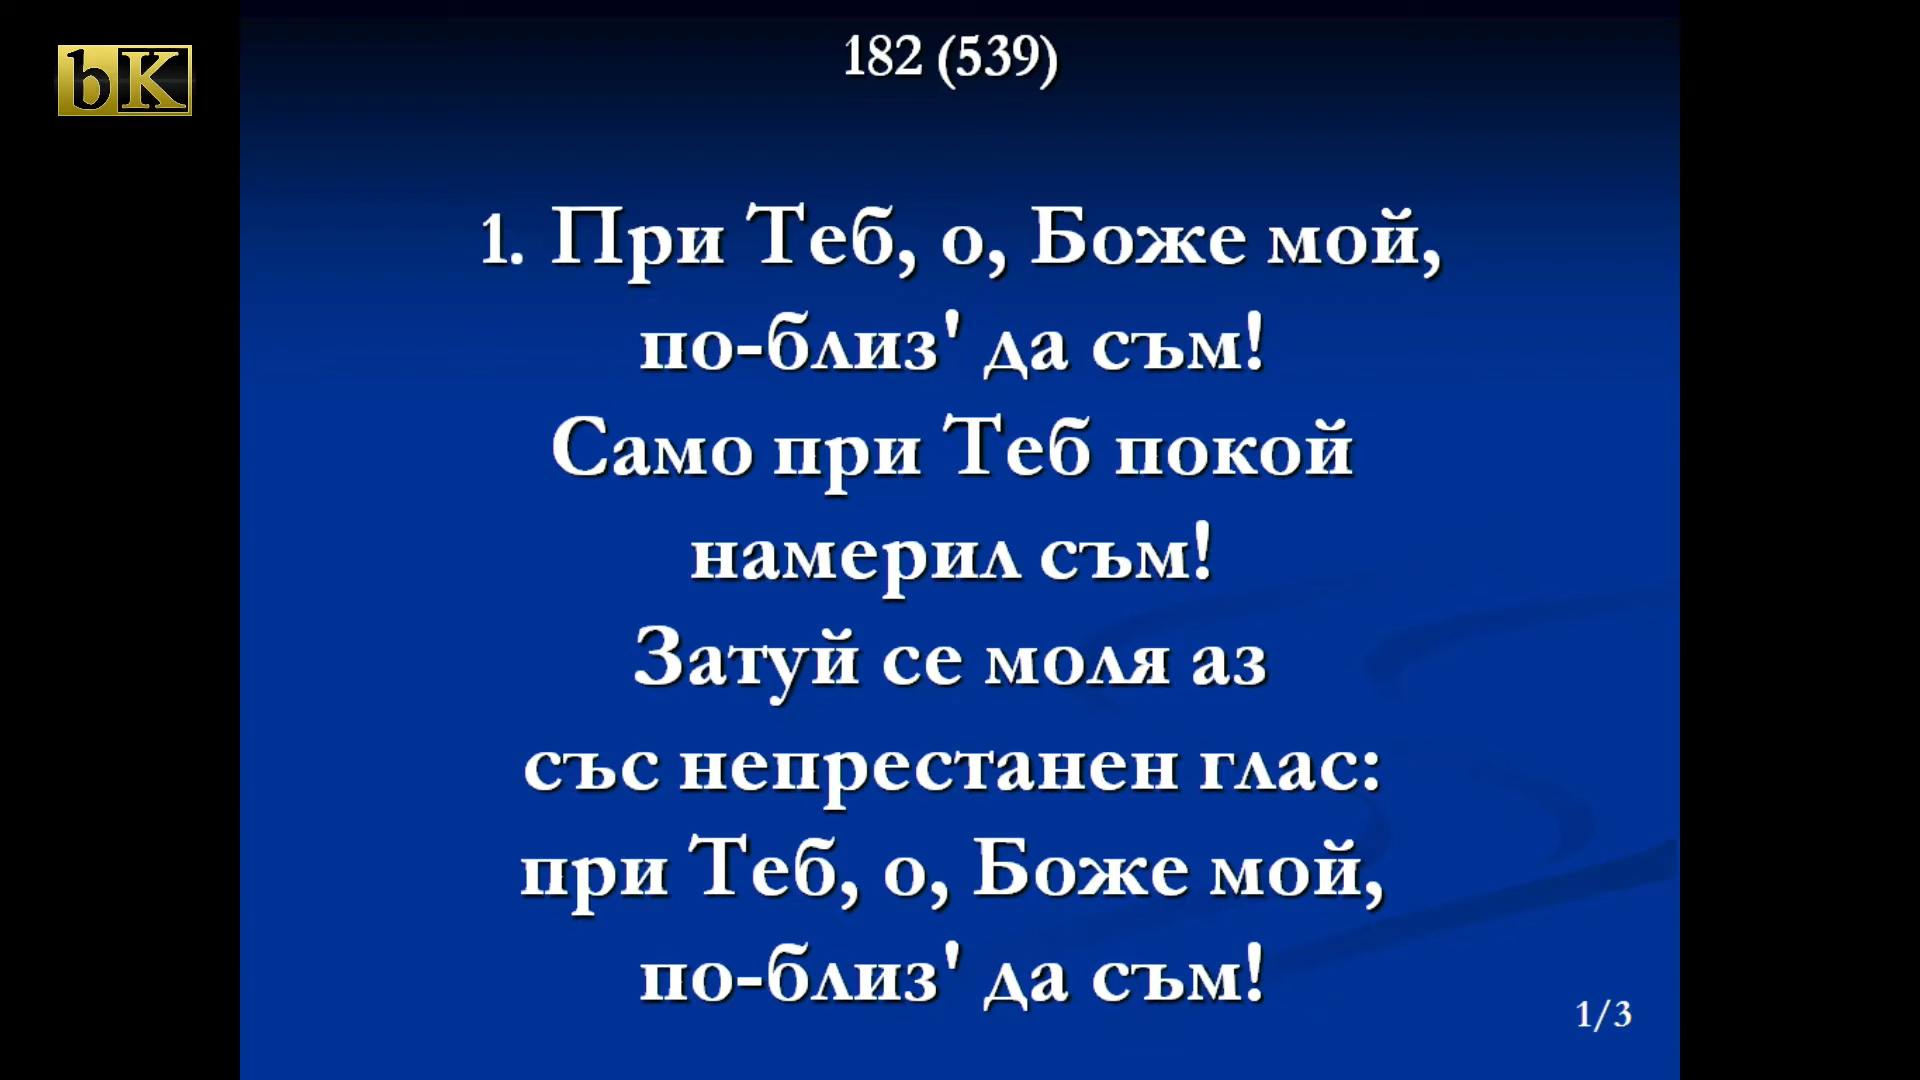 bK
182 (539)
1. При Теб, о, Боже мой,
по-близ' да съм!
Само при Теб покой
намерил съм!
Затуй се моля аз
със непрестанен глас:
при Теб, о, Боже мой,
по-близ' да съм!
1/3